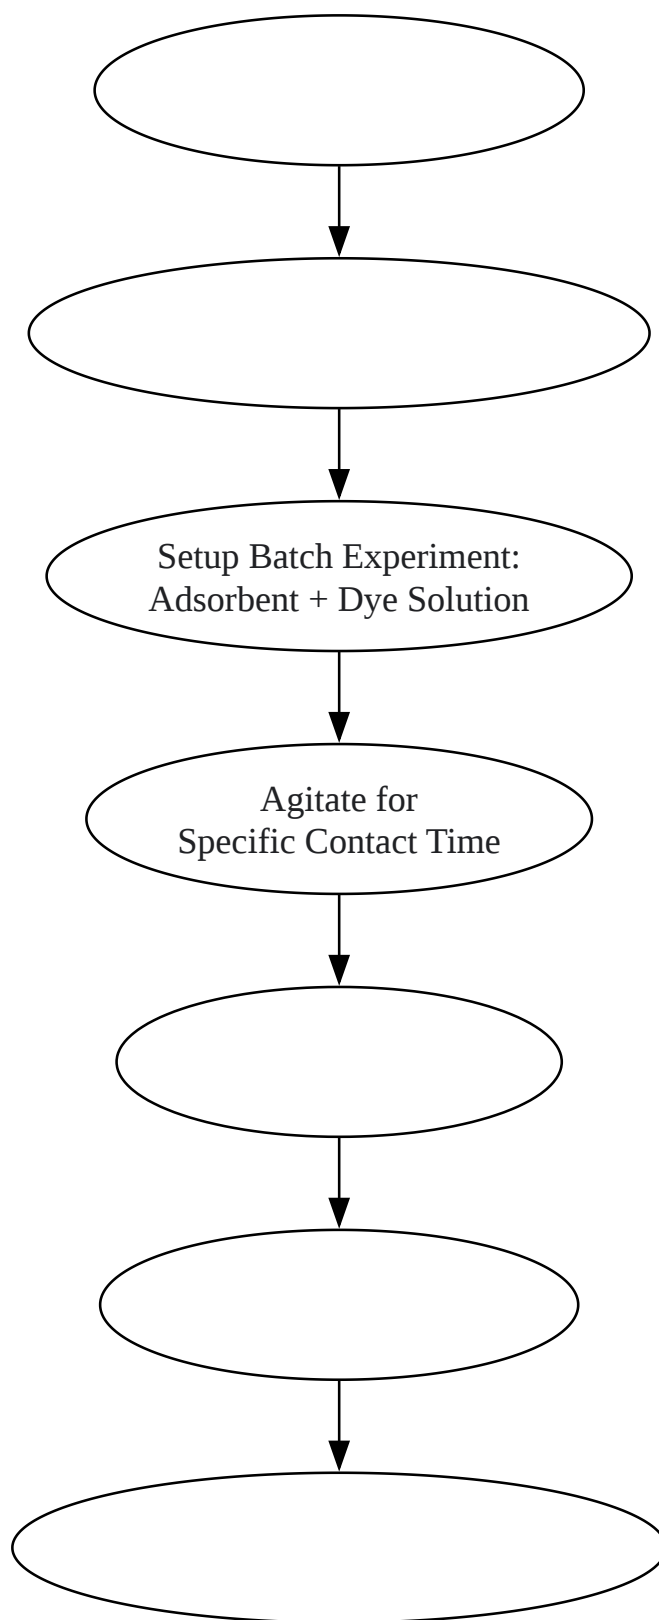 Setup Batch Experiment:
Adsorbent + Dye Solution
Agitate for
Specific Contact Time